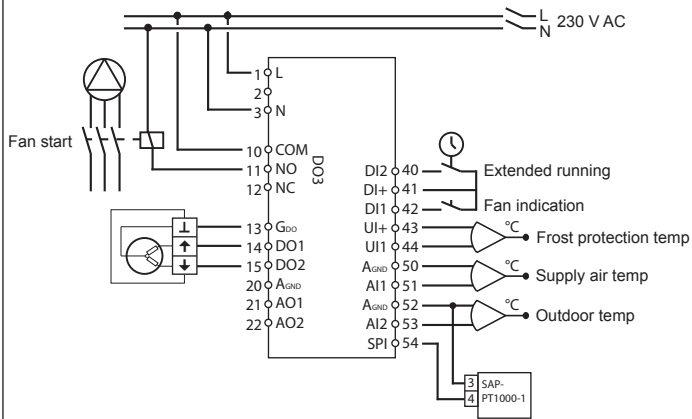 L
N 230 V AC
Fan start
1 L
2
3 N
10 COM
11 NO
12 NC
DO3
13 GDO
14 DO1
15 DO2
20 AGND
21 AO1
22 AO2
DI2 40 Extended running
DI+ 41
DI1 42 Fan indication
UI+ 43
UI1 44
°C Frost protection temp
AGND 50
AI1 51
°C Supply air temp
AGND 52
AI2 53
°C Outdoor temp
SPI 54
3 SAP-
4 PT1000-1